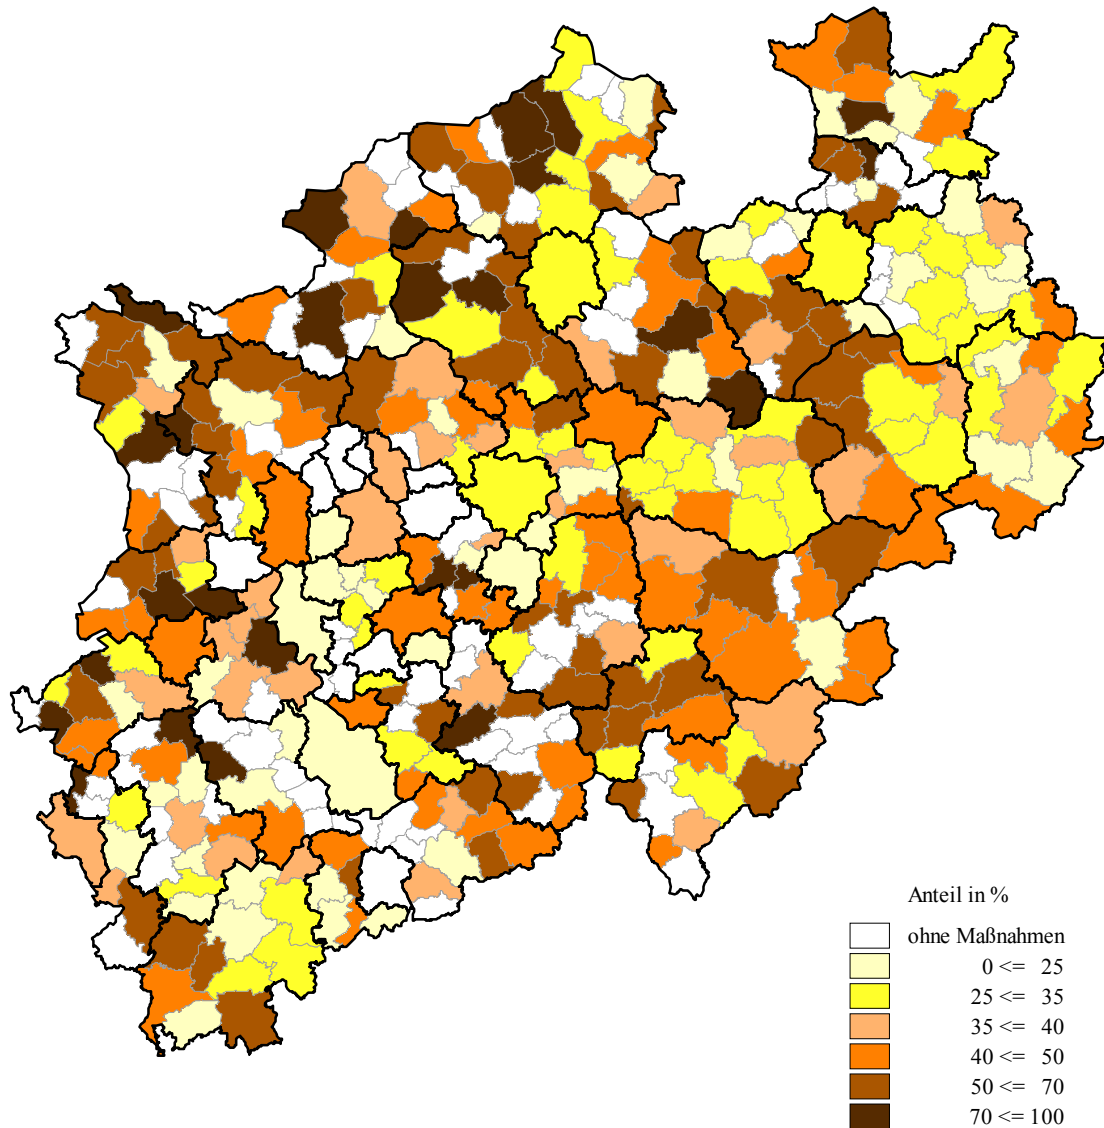 Anteil in %
ohne Maßnahmen
0 <= 25
25 <= 35
35 <= 40
40 <= 50
50 <= 70
70 <= 100